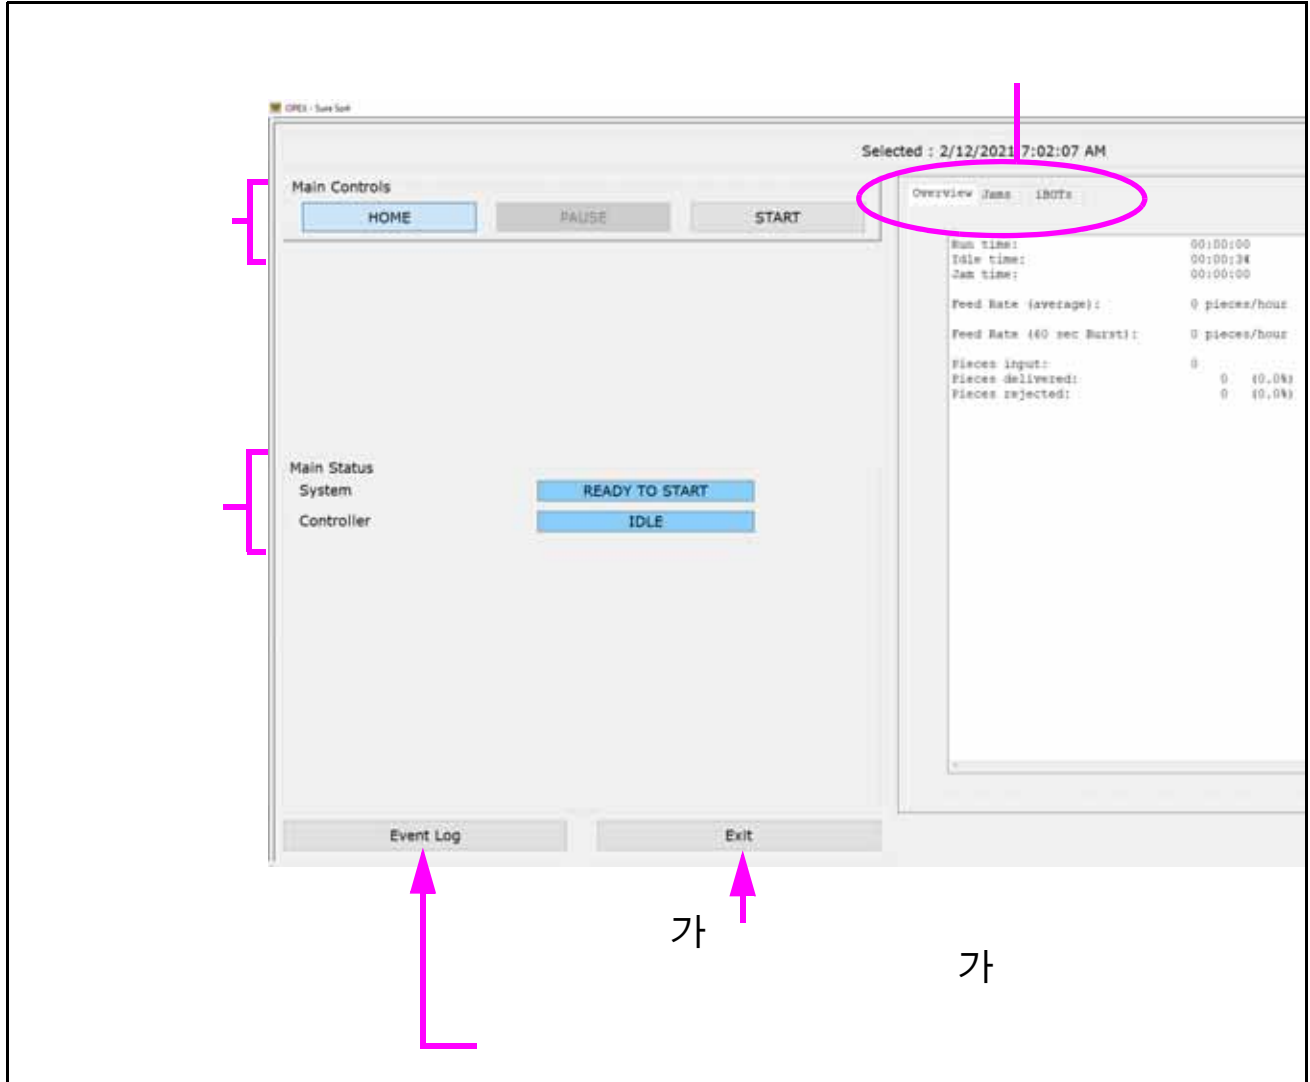 OPEX - Sure Sort
Selected : 2/12/2021 7:02:07 AM
Main Controls
HOME PAUSE START
Overview Jams iBOTs
Run time: 00:00:00
Idle time: 00:00:34
Jam time: 00:00:00
Feed Rate (average): 0 pieces/hour
Feed Rate (60 sec Burst): 0 pieces/hour
Pieces input: 0
Pieces delivered: 0 (0.0%)
Pieces rejected: 0 (0.0%)
Main Status
System READY TO START
Controller IDLE
Event Log Exit
가
가